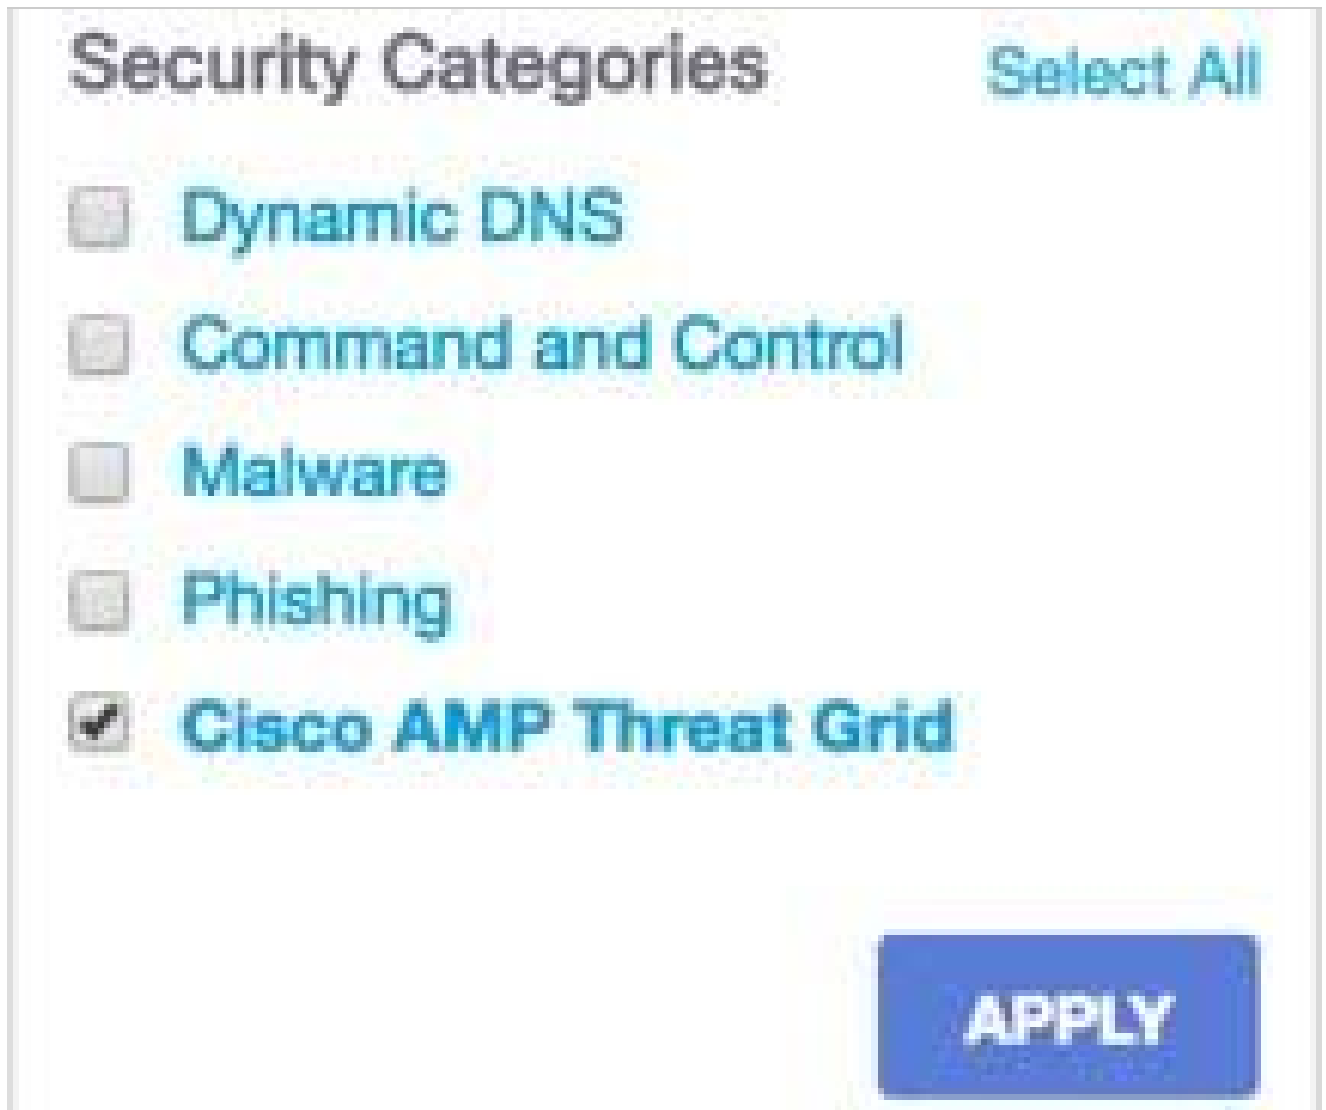 Security Categories Select All
Dynamic DNS
Command and Control
Malware
Phishing
Cisco AMP Threat Grid
APPLY